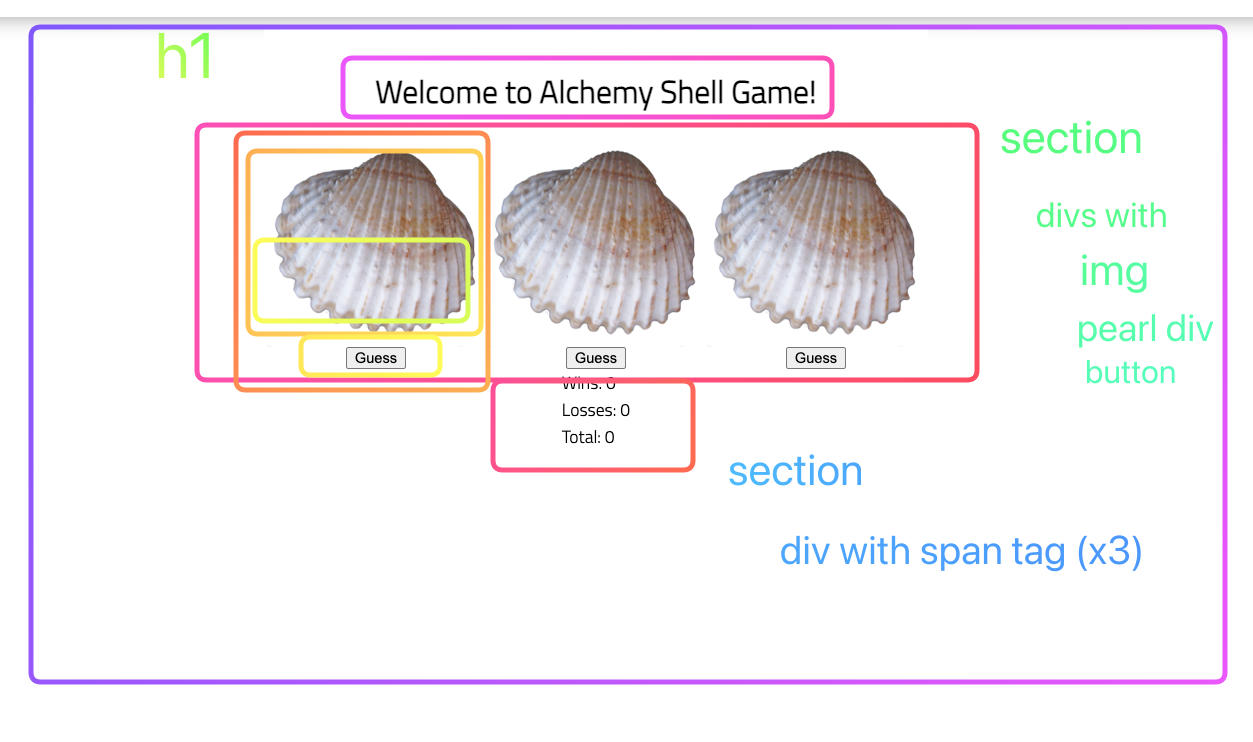 h1
Welcome to Alchemy Shell Game!
section
divs with
img
pearl div
button
Guess Guess Guess
Wins: 0
Losses: 0
Total: 0
section
div with span tag (x3)